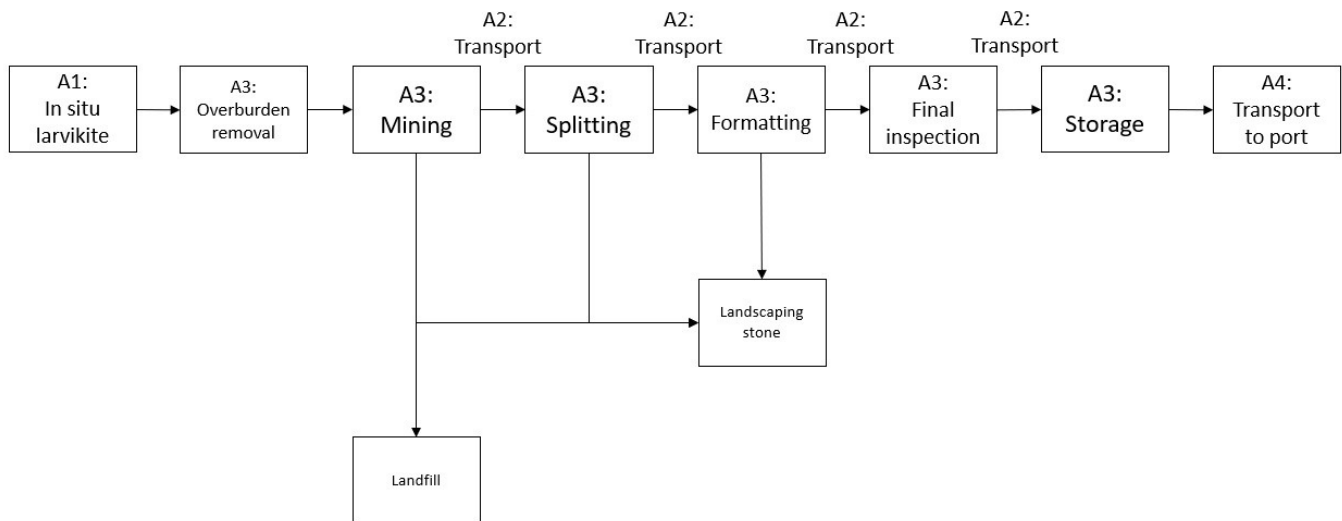 A2:
Transport
A2:
Transport
A2:
Transport
A2:
Transport
A1:
In situ
larvikite
A3:
Overburden
removal
A3:
Mining
A3:
Splitting
A3:
Formatting
A3:
Final
inspection
A3:
Storage
A4:
Transport
to port
Landscaping
stone
Landfill